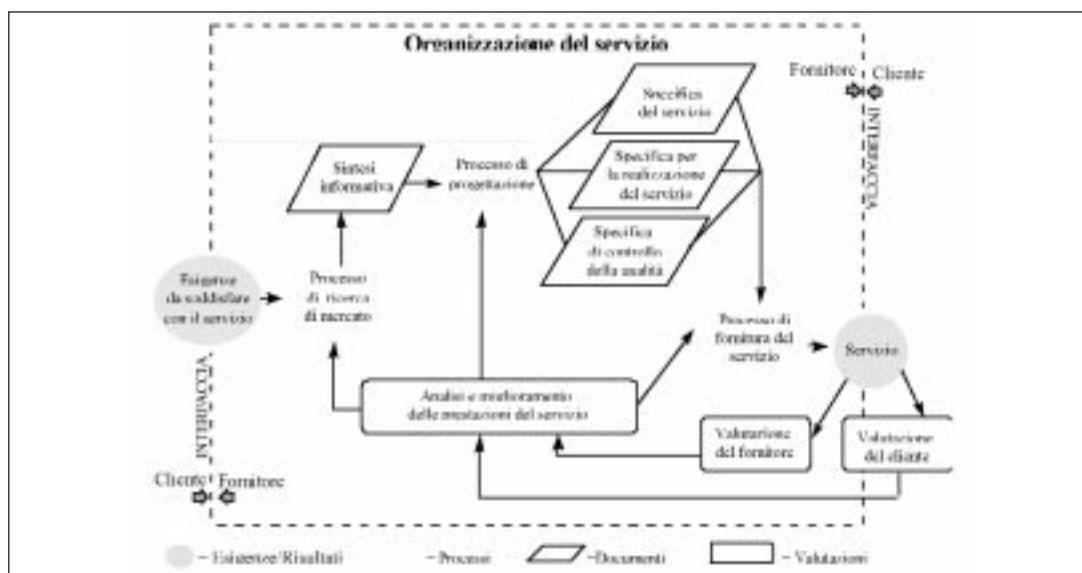 Organizzazione del servizio
Fornitore
Cliente
INTERFACCIA
Specifica
del servizio
Sintesi
informativa
Processo di
progettazione
Specifica per
la realizzazione
del servizio
Specifica
di controllo
della qualità
Esigenze
da soddisfare
con il servizio
Processo
di ricerca
di mercato
Processo di
fornitura del
servizio
Servizio
INTERFACCIA
Analisi e miglioramento
delle prestazioni del servizio
Valutazione
del fornitore
Valutazione
del cliente
Cliente
Fornitore
= Esigenze/Risultati
= Processi
=Documenti
= Valutazioni